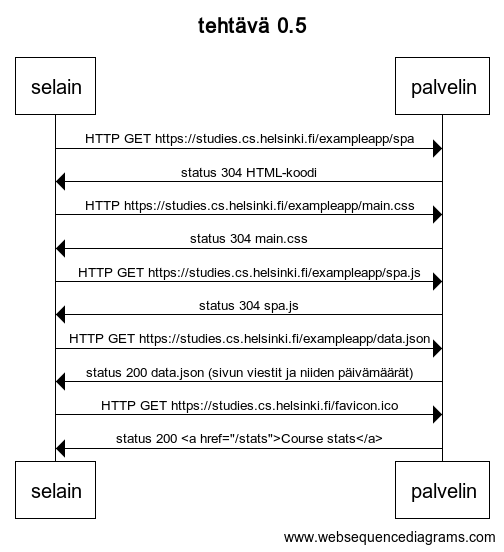 tehtävä 0.5
selain
palvelin
HTTP GET https://studies.cs.helsinki.fi/exampleapp/spa
status 304 HTML-koodi
HTTP https://studies.cs.helsinki.fi/exampleapp/main.css
status 304 main.css
HTTP GET https://studies.cs.helsinki.fi/exampleapp/spa.js
status 304 spa.js
HTTP GET https://studies.cs.helsinki.fi/exampleapp/data.json
status 200 data.json (sivun viestit ja niiden päivämäärät)
HTTP GET https://studies.cs.helsinki.fi/favicon.ico
status 200 <a href="/stats">Course stats</a>
selain
palvelin
www.websequencediagrams.com